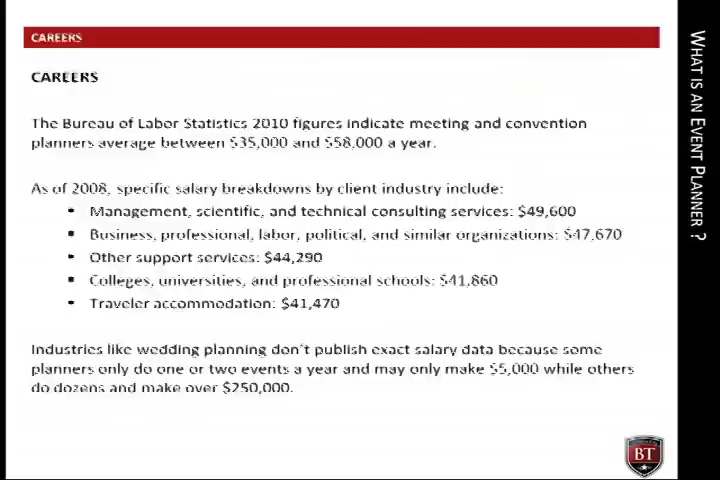 CAREERS
CAREERS
The Bureau of Labor Statistics 2010 figures indicate meeting and convention
planners average between $35,000 and $58,000 a year.
As of 2008, specific salary breakdowns by client industry include:
• Management, scientific, and technical consulting services: $49,600
• Business, professional, labor, political, and similar organizations: $47,670
• Other support services: $44,290
• Colleges, universities, and professional schools: $41,860
• Traveler accommodation: $41,470
Industries like wedding planning don't publish exact salary data because some
planners only do one or two events a year and may only make $5,000 while others
do dozens and make over $250,000.
WHAT IS AN EVENT PLANNER ?
BT